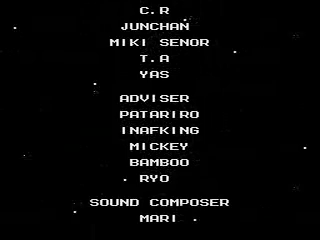 C.R
JUNCHAN
MIKI SENOR
T.A
YAS
ADVISER
PATARIRO
INAFKING
MICKEY
BAMBOO
RYO
SOUND COMPOSER
MARI